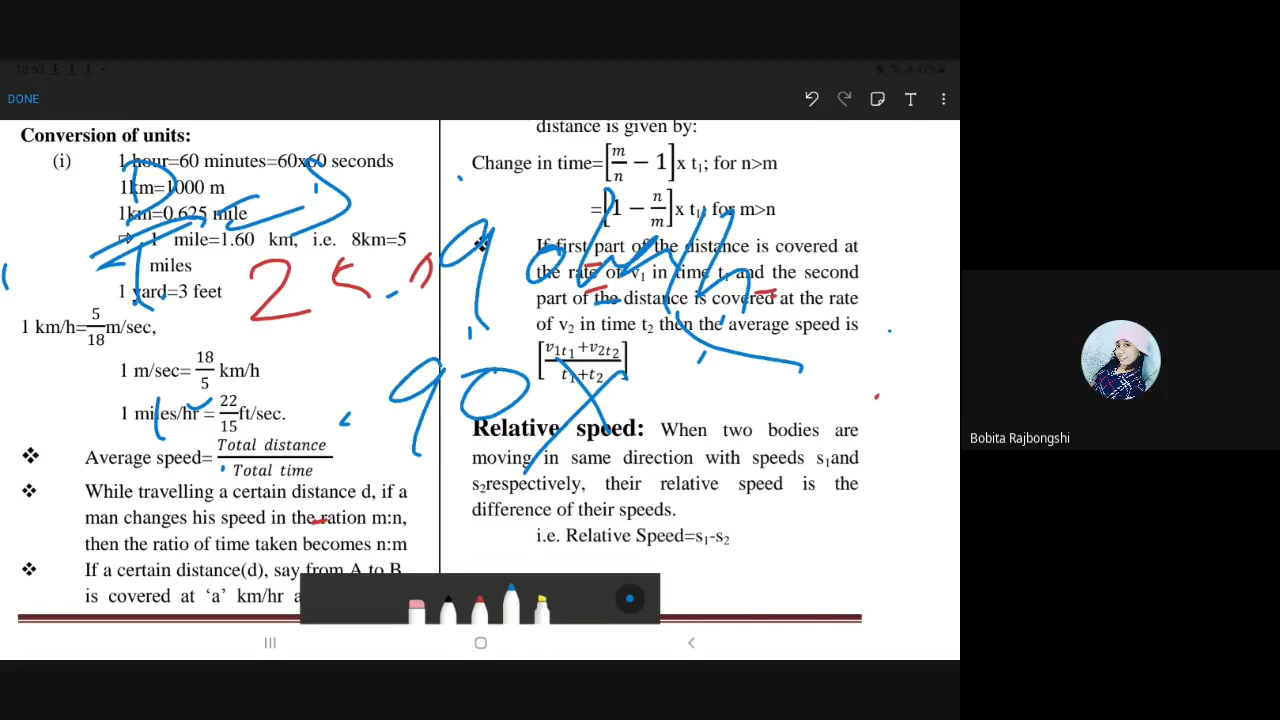 18:53
47%
DONE
T
Conversion of units:
(i) 1 hour=60 minutes=60x60 seconds
1km=1000 m
1km=0.625 mile
⇨ 1 mile=1.60 km, i.e. 8km=5
miles
1 yard=3 feet
1 km/h=5/18 m/sec,
1 m/sec= 18/5 km/h
1 miles/hr = 22/15 ft/sec.
❖ Average speed= Total distance / Total time
❖ While travelling a certain distance d, if a
man changes his speed in the ration m:n,
then the ratio of time taken becomes n:m
❖ If a certain distance(d), say from A to B,
is covered at ‘a’ km/hr a
distance is given by:
Change in time=[m/n − 1]x t₁; for n>m
=[1 − n/m]x t₁; for m>n
❖ If first part of the distance is covered at
the rate of v₁ in time t₁ and the second
part of the distance is covered at the rate
of v₂ in time t₂ then the average speed is
[v₁t₁+v₂t₂ / t₁+t₂]
Relative speed: When two bodies are
moving in same direction with speeds s₁and
s₂respectively, their relative speed is the
difference of their speeds.
i.e. Relative Speed=s₁-s₂
2
9
90
Bobita Rajbongshi